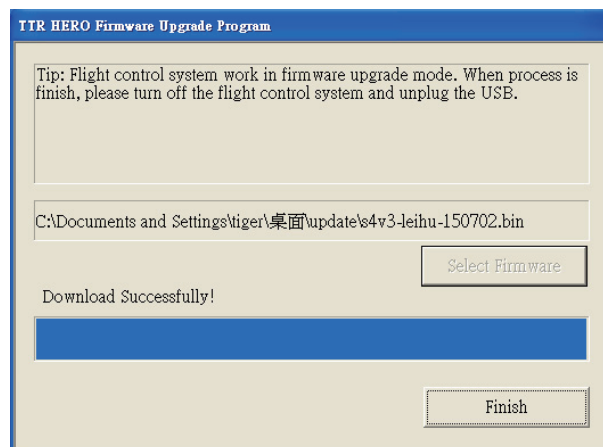 TTR HERO Firmware Upgrade Program
Tip: Flight control system work in firmware upgrade mode. When process is
finish, please turn off the flight control system and unplug the USB.
C:\Documents and Settings\tiger\桌面\update\s4v3-leihu-150702.bin
Select Firmware
Download Successfully!
Finish